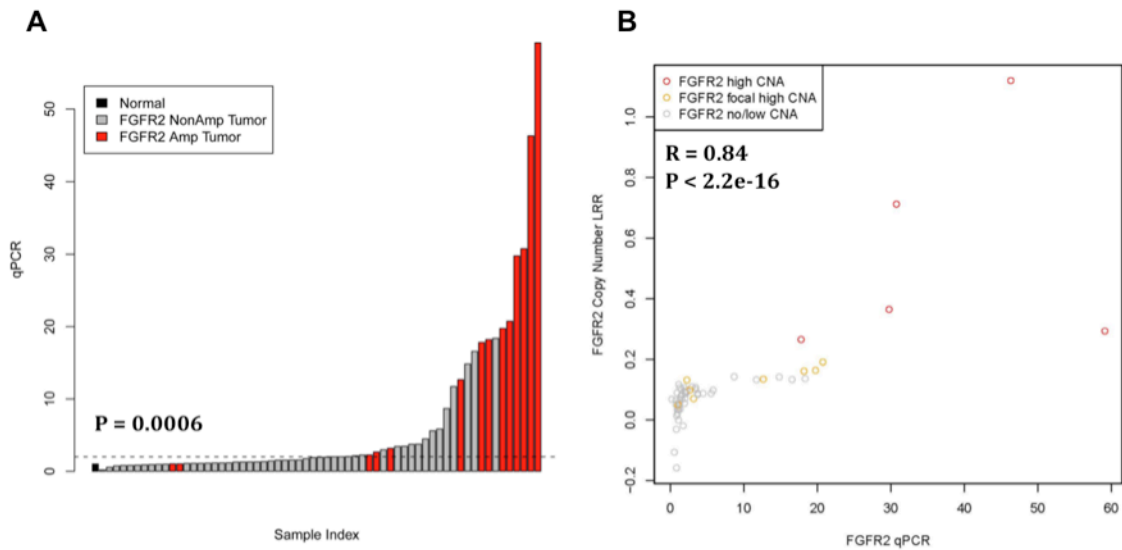 A
50
40
30
20
10
0
qPCR
Normal
FGFR2 NonAmp Tumor
FGFR2 Amp Tumor
P = 0.0006
Sample Index
B
1.0
0.8
0.6
0.4
0.2
0.0
−0.2
FGFR2 Copy Number LRR
FGFR2 high CNA
FGFR2 focal high CNA
FGFR2 no/low CNA
R = 0.84
P < 2.2e-16
0 10 20 30 40 50 60
FGFR2 qPCR